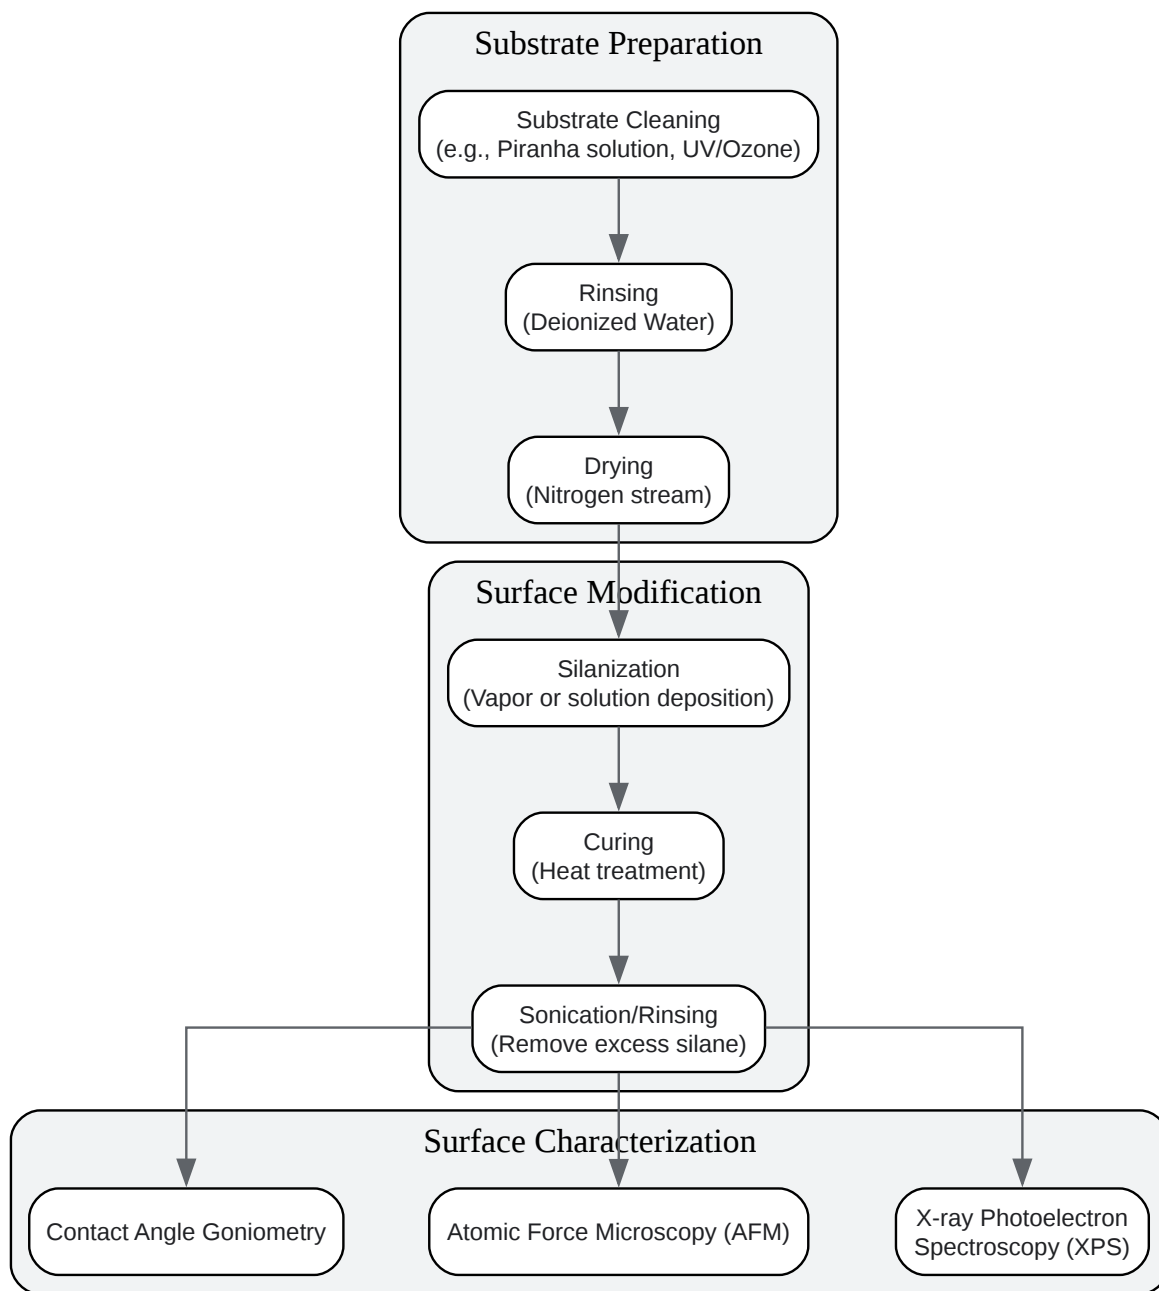 Substrate Preparation
Substrate Cleaning
(e.g., Piranha solution, UV/Ozone)
Rinsing
(Deionized Water)
Drying
(Nitrogen stream)
Surface Modification
Silanization
(Vapor or solution deposition)
Curing
(Heat treatment)
Sonication/Rinsing
(Remove excess silane)
Surface Characterization
Contact Angle Goniometry
Atomic Force Microscopy (AFM)
X-ray Photoelectron
Spectroscopy (XPS)